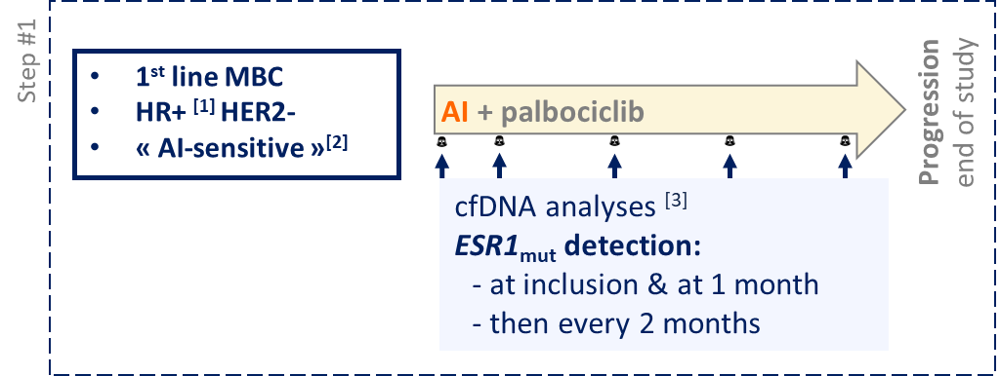 Step #1
• 1st line MBC
• HR+ [1] HER2-
• « AI-sensitive »[2]
AI + palbociclib
Progression
end of study
cfDNA analyses [3]
ESR1mut detection:
- at inclusion & at 1 month
- then every 2 months